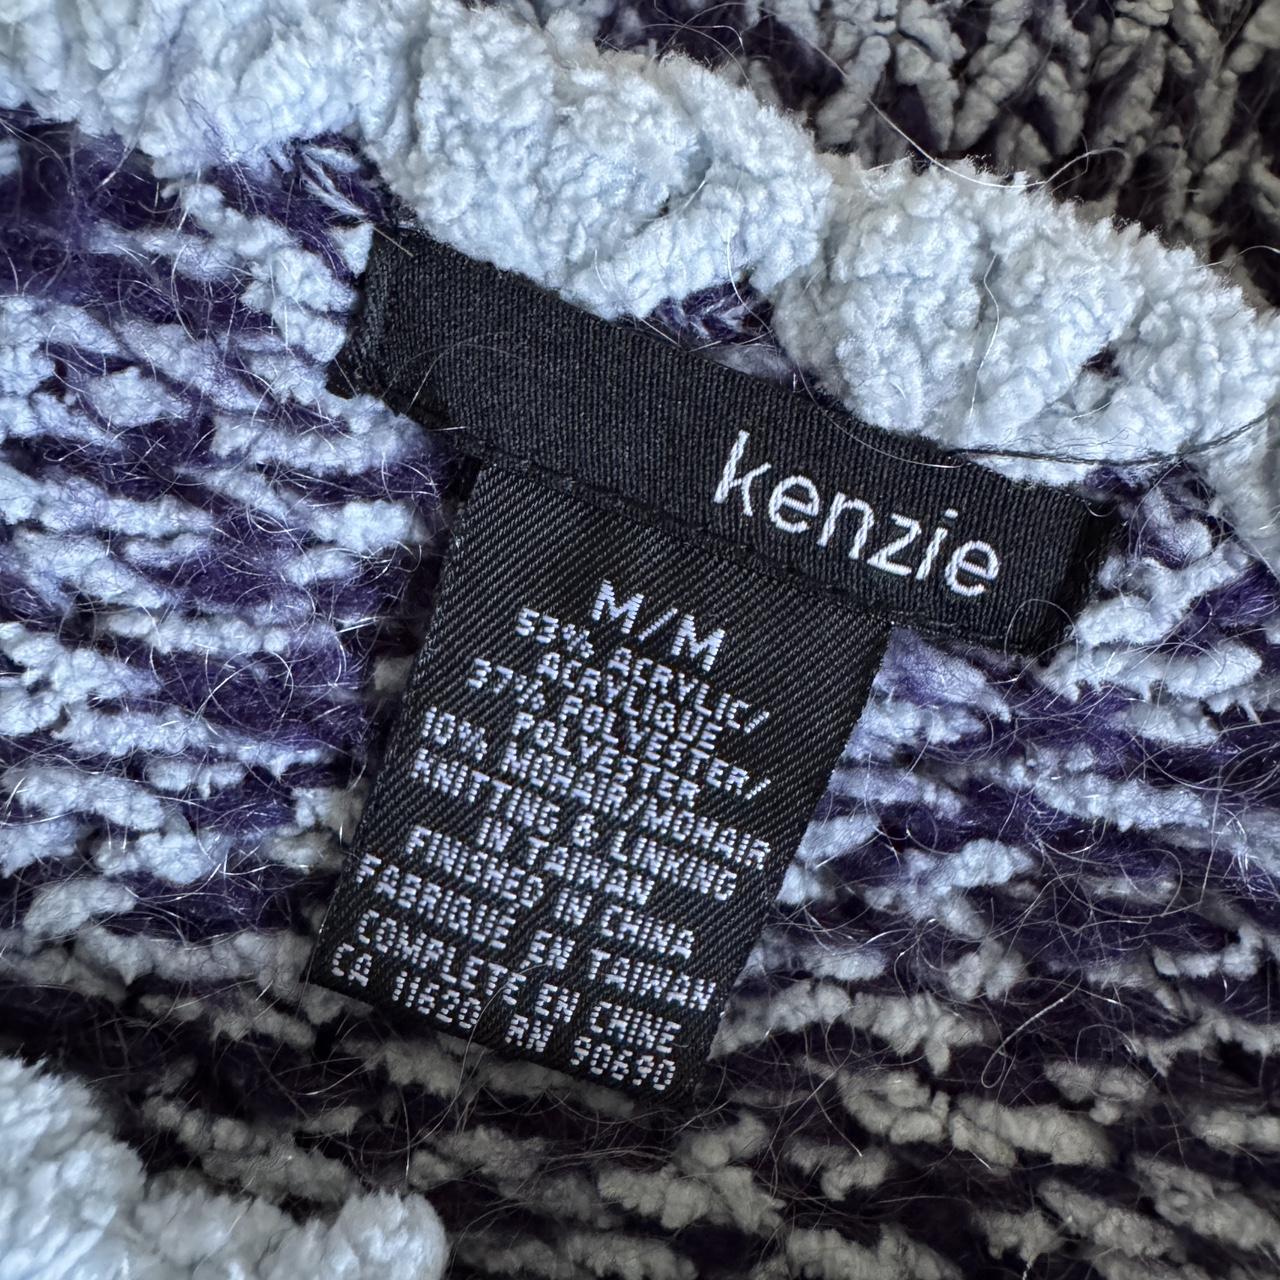 kenzie
M/M
53% ACRYLIC/
ACRYLIQUE
37% POLYESTER/
POLYESTER
10% MOHAIR/MOHAIR
KNITTING & LINKING
IN TAIWAN
FINISHED IN CHINA
FABRIQUE EN TAIWAN
COMPLETE EN CHINE
CA 11620 RN 90690